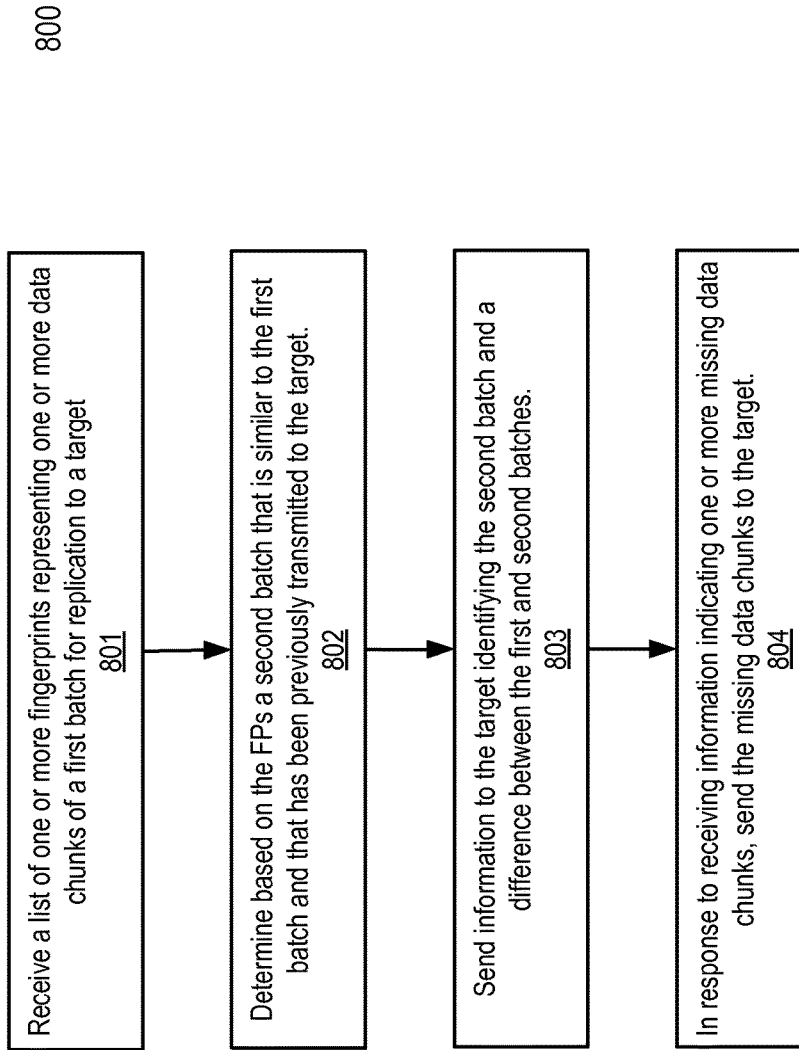 800
Receive a list of one or more fingerprints representing one or more data
chunks of a first batch for replication to a target
801
Determine based on the FPs a second batch that is similar to the first
batch and that has been previously transmitted to the target.
802
Send information to the target identifying the second batch and a
difference between the first and second batches.
803
In response to receiving information indicating one or more missing data
chunks, send the missing data chunks to the target.
804